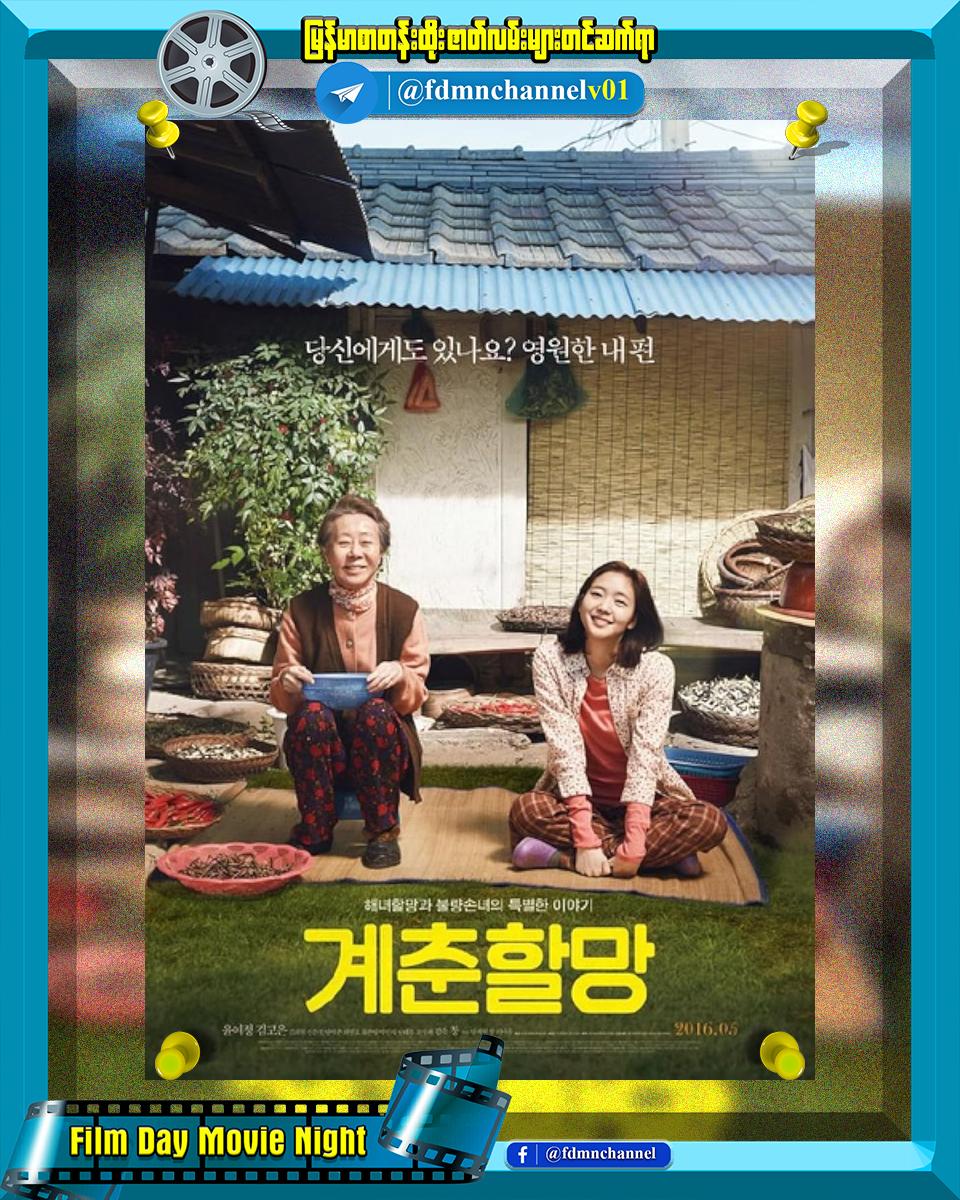 မြန်မာစာတန်းထိုးဇာတ်လမ်းများတင်ဆက်ရာ
@fdmnchannelv01
당신에게도 있나요? 영원한 내 편
해녀할망과 불량손녀의 특별한 이야기
계춘할망
윤여정 김고은
2016.05
Film Day Movie Night
@fdmnchannel